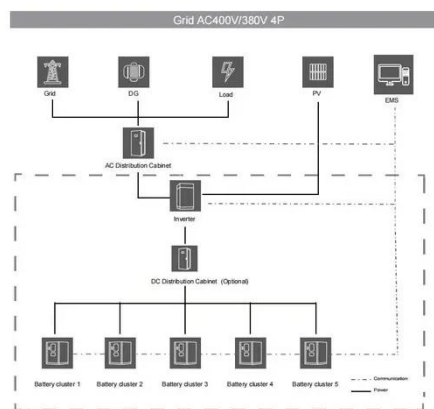 Grid AC400V/380V 4P
Grid
DG
Load
PV
EMS
AC Distribution Cabinet
Inverter
DC Distribution Cabinet (Optional)
Battery cluster 1
Battery cluster 2
Battery cluster 3
Battery cluster 4
Battery cluster 5
Communication
Power